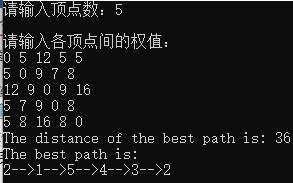 请输入顶点数：5
请输入各顶点间的权值：
0 5 12 5 5
5 0 9 7 8
12 9 0 9 16
5 7 9 0 8
5 8 16 8 0
The distance of the best path is: 36
The best path is:
2-->1-->5-->4-->3-->2